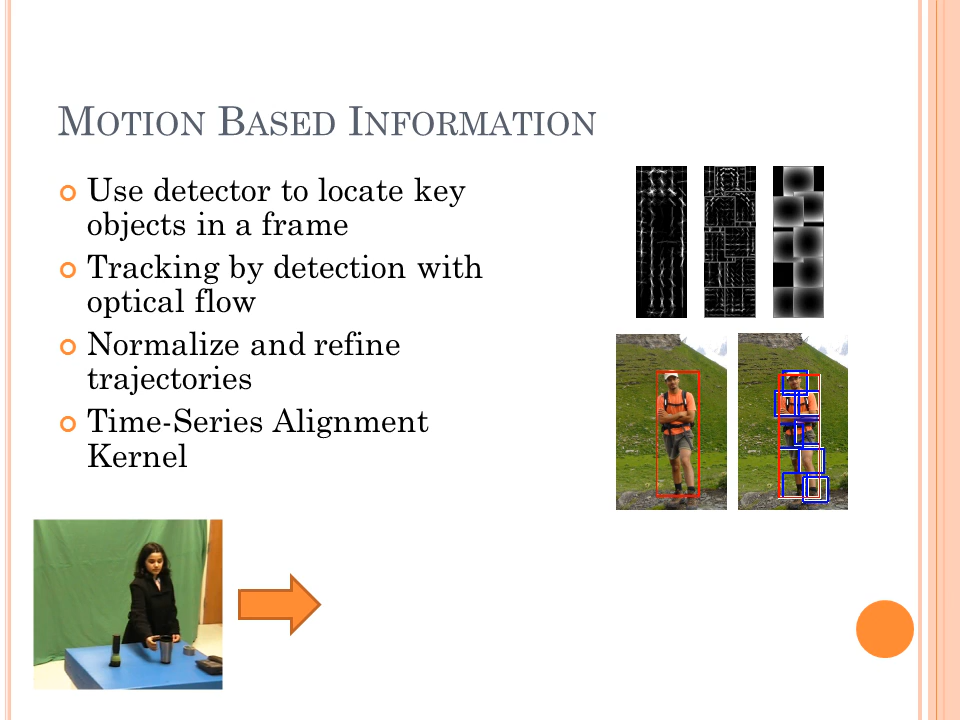 Motion Based Information
Use detector to locate key
objects in a frame
Tracking by detection with
optical flow
Normalize and refine
trajectories
Time-Series Alignment
Kernel